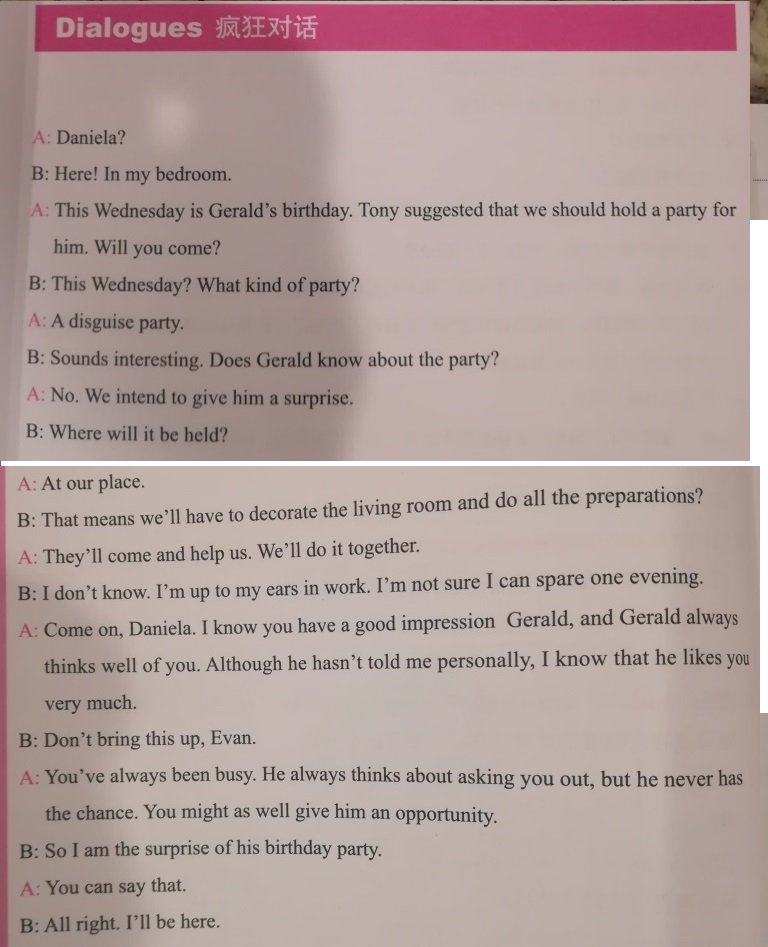 Dialogues 疯狂对话
A: Daniela?
B: Here! In my bedroom.
A: This Wednesday is Gerald's birthday. Tony suggested that we should hold a party for
him. Will you come?
B: This Wednesday? What kind of party?
A: A disguise party.
B: Sounds interesting. Does Gerald know about the party?
A: No. We intend to give him a surprise.
B: Where will it be held?
A: At our place.
B: That means we'll have to decorate the living room and do all the preparations?
A: They'll come and help us. We'll do it together.
B: I don't know. I'm up to my ears in work. I'm not sure I can spare one evening.
A: Come on, Daniela. I know you have a good impression Gerald, and Gerald always
thinks well of you. Although he hasn't told me personally, I know that he likes you
very much.
B: Don't bring this up, Evan.
A: You've always been busy. He always thinks about asking you out, but he never has
the chance. You might as well give him an opportunity.
B: So I am the surprise of his birthday party.
A: You can say that.
B: All right. I'll be here.